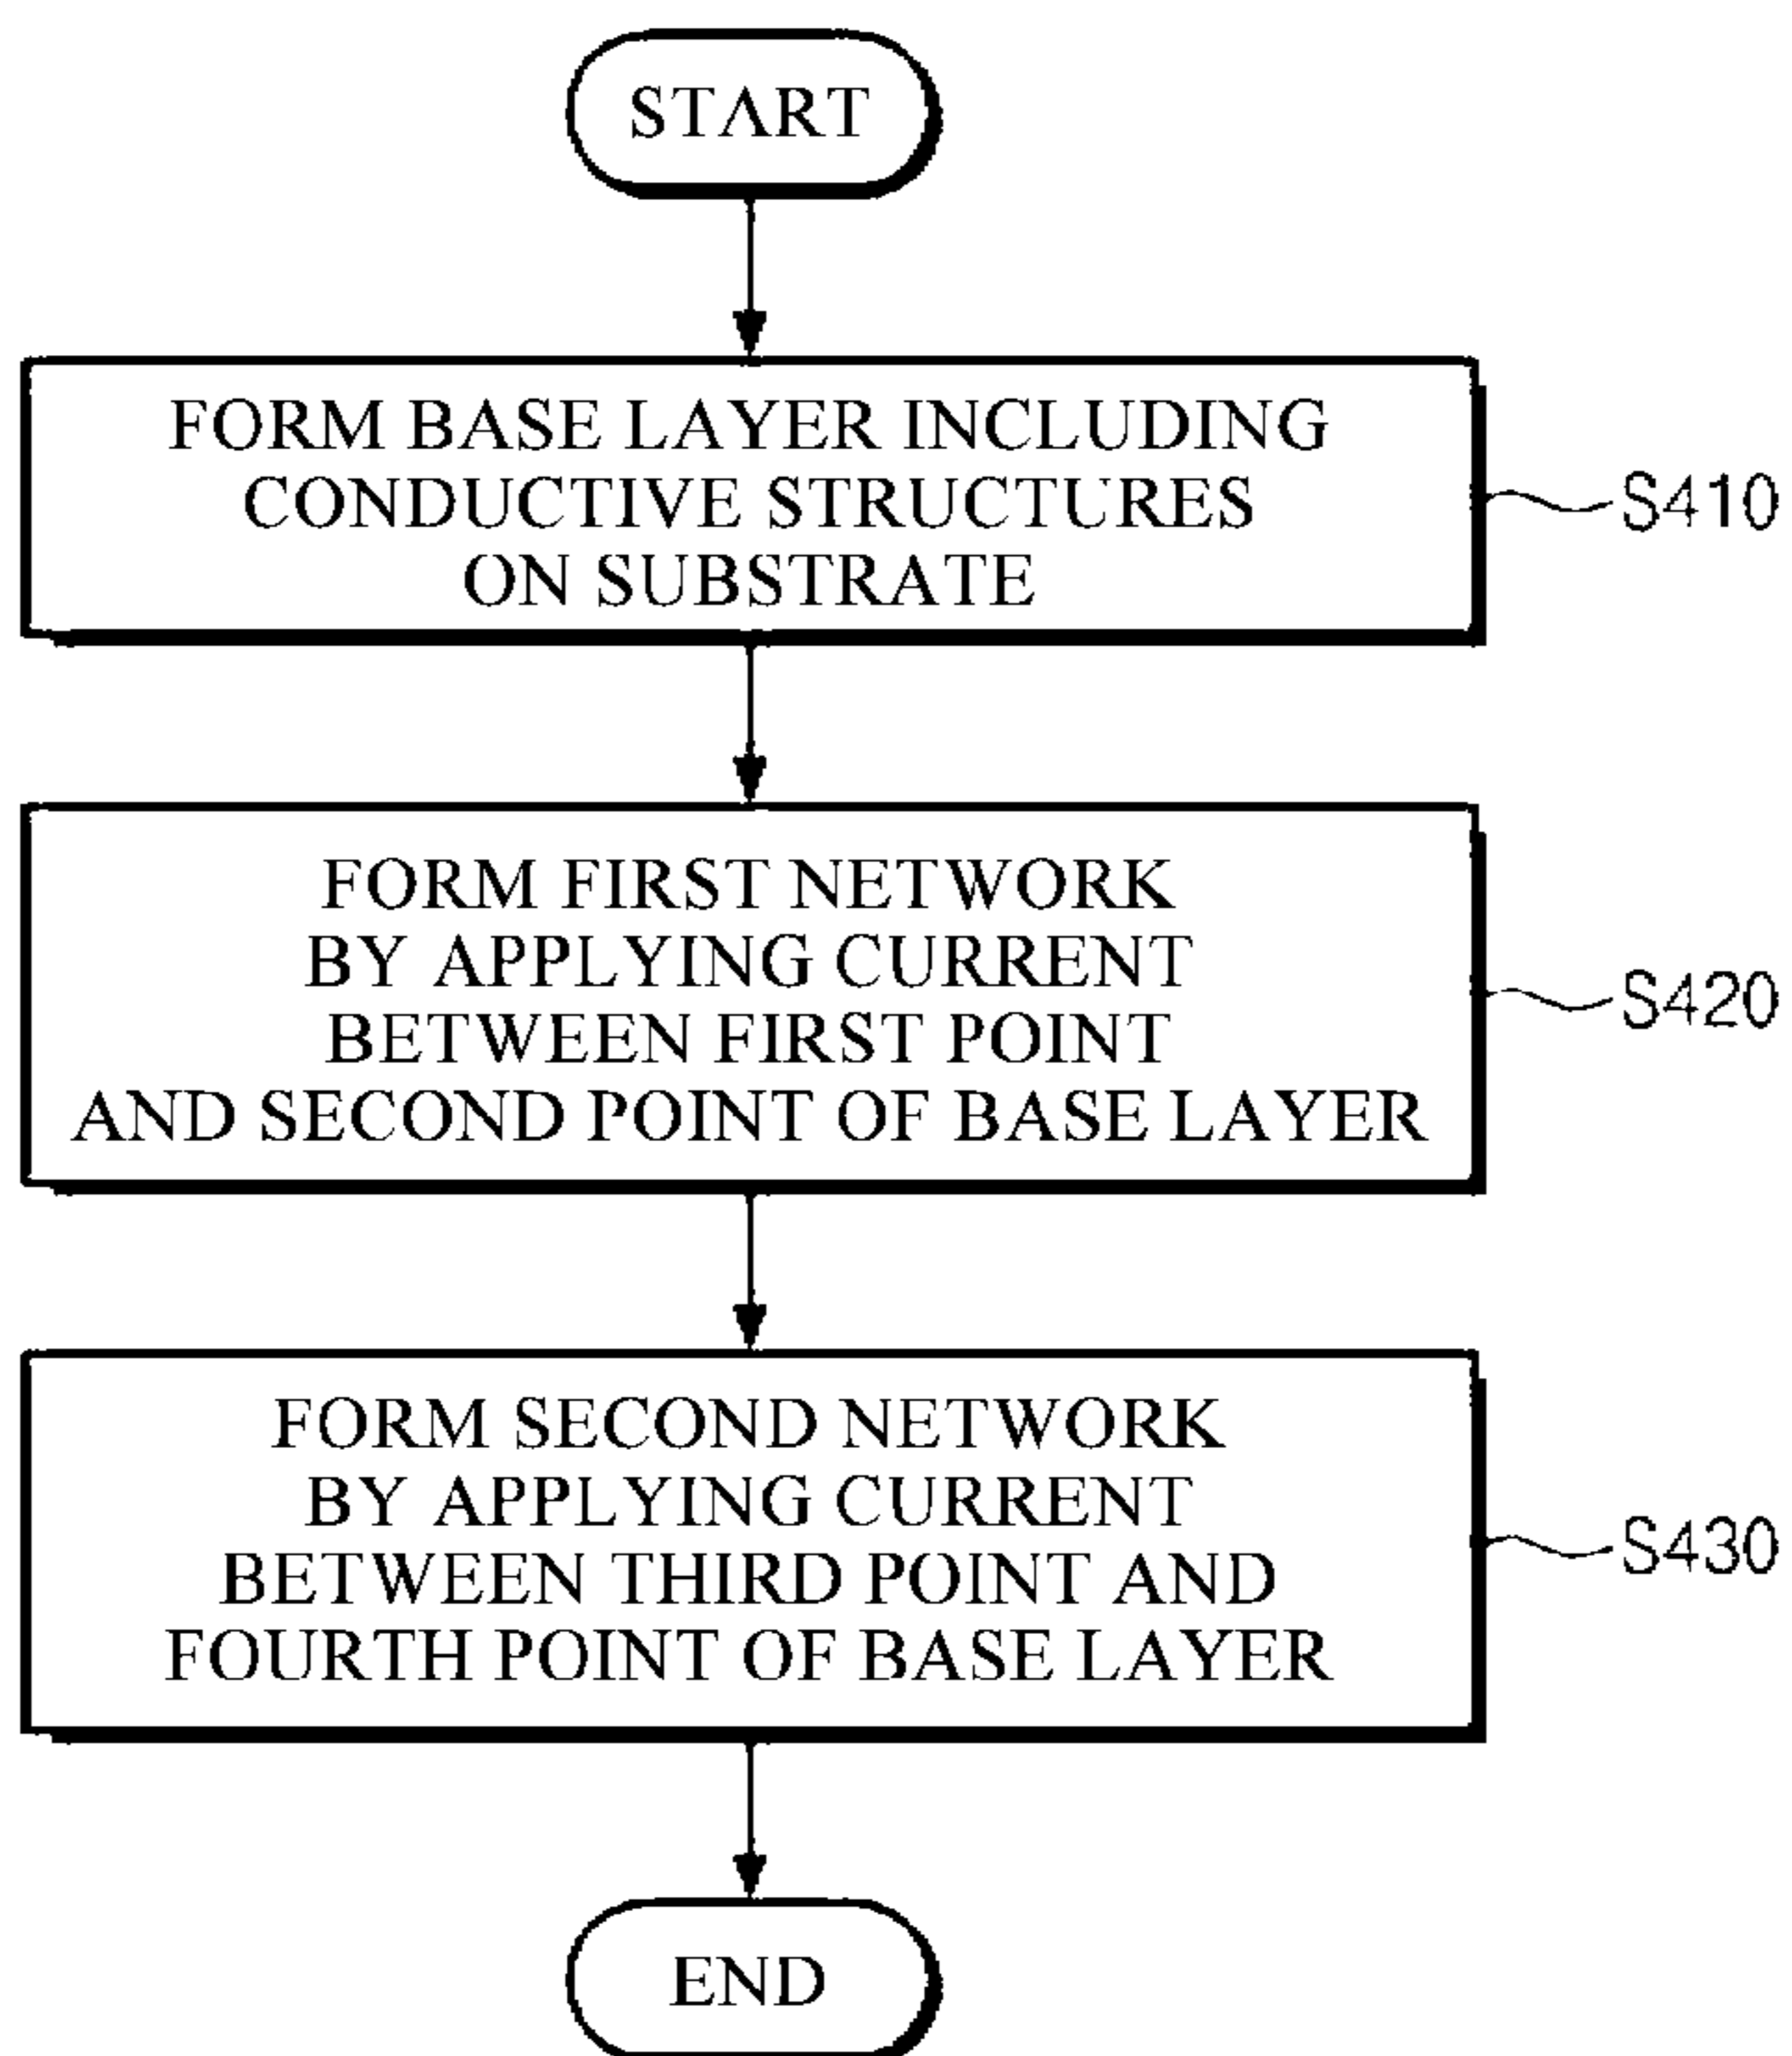 START
FORM BASE LAYER INCLUDING
CONDUCTIVE STRUCTURES
ON SUBSTRATE
S410
FORM FIRST NETWORK
BY APPLYING CURRENT
BETWEEN FIRST POINT
AND SECOND POINT OF BASE LAYER
S420
FORM SECOND NETWORK
BY APPLYING CURRENT
BETWEEN THIRD POINT AND
FOURTH POINT OF BASE LAYER
S430
END